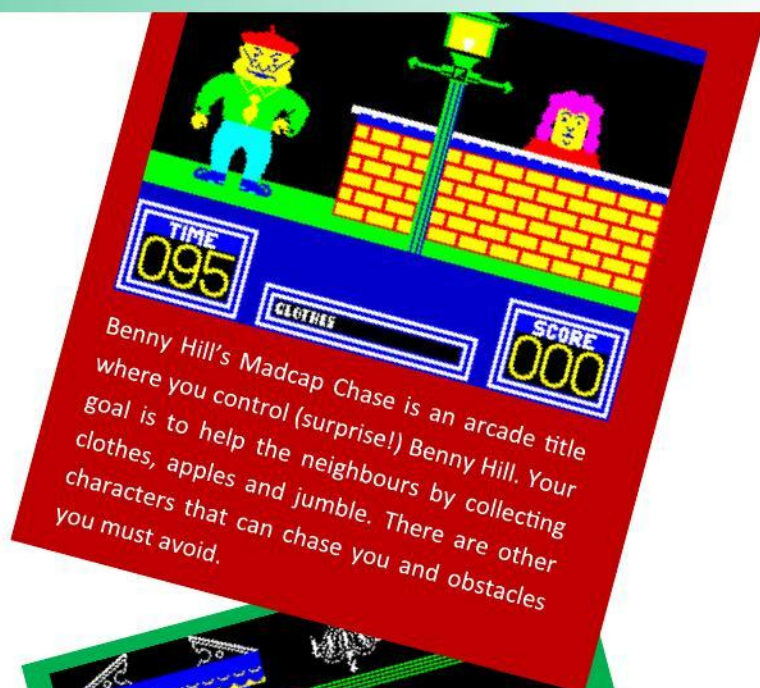 TIME
095
CLOTHES
SCORE
000
Benny Hill’s Madcap Chase is an arcade title
where you control (surprise!) Benny Hill. Your
goal is to help the neighbours by collecting
clothes, apples and jumble. There are other
characters that can chase you and obstacles
you must avoid.